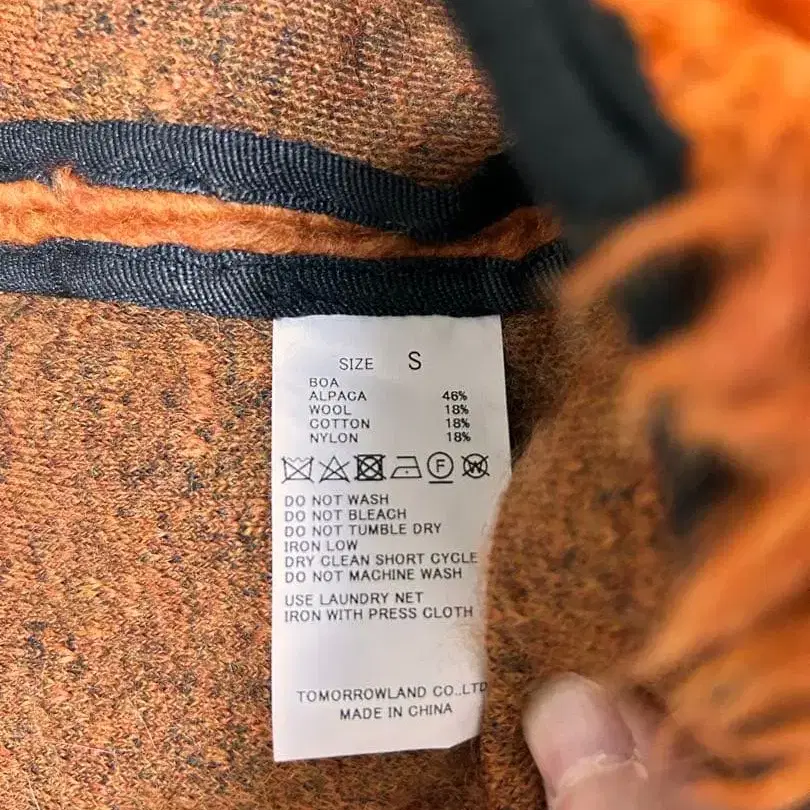 SIZE S
BOA
ALPACA 46%
WOOL 18%
COTTON 18%
NYLON 18%
F W
DO NOT WASH
DO NOT BLEACH
DO NOT TUMBLE DRY
IRON LOW
DRY CLEAN SHORT CYCLE
DO NOT MACHINE WASH
USE LAUNDRY NET
IRON WITH PRESS CLOTH
TOMORROWLAND CO.,LTD
MADE IN CHINA